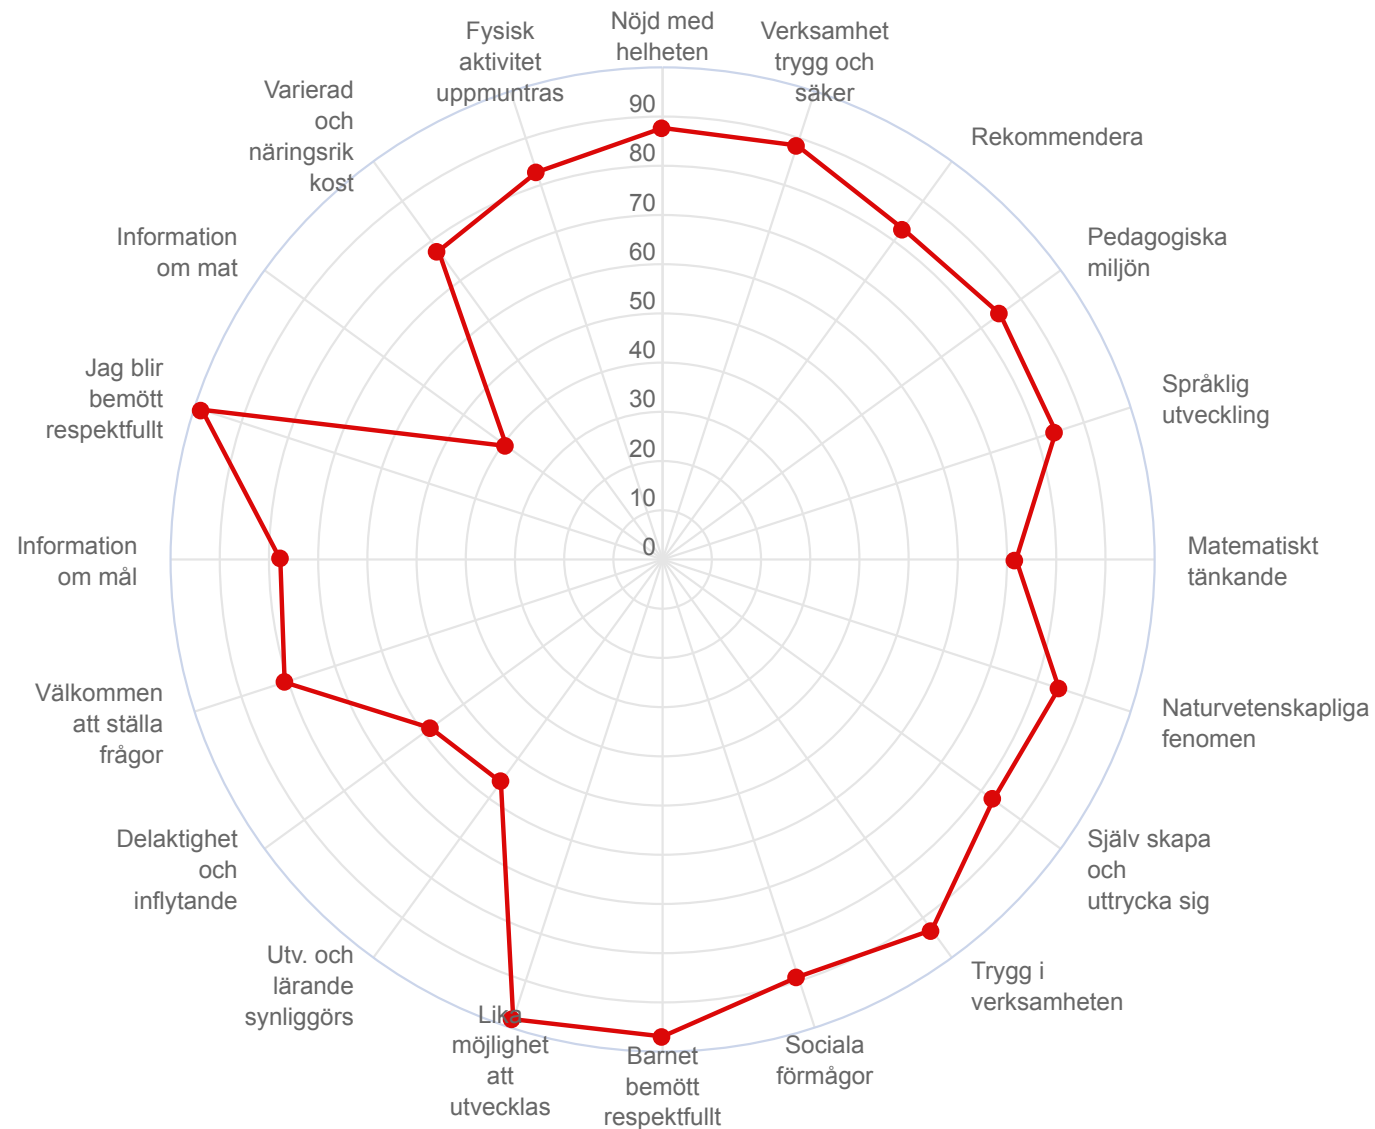 Nöjd med
helheten
Verksamhet
trygg och
säker
Rekommendera
Pedagogiska
miljön
Språklig
utveckling
Matematiskt
tänkande
Naturvetenskapliga
fenomen
Själv skapa
och
uttrycka sig
Trygg i
verksamheten
Sociala
förmågor
Barnet
bemött
respektfullt
Lika
möjlighet
att
utvecklas
Utv. och
lärande
synliggörs
Delaktighet
och
inflytande
Välkommen
att ställa
frågor
Information
om mål
Jag blir
bemött
respektfullt
Information
om mat
Varierad
och
näringsrik
kost
Fysisk
aktivitet
uppmuntras
90
80
70
60
50
40
30
20
10
0